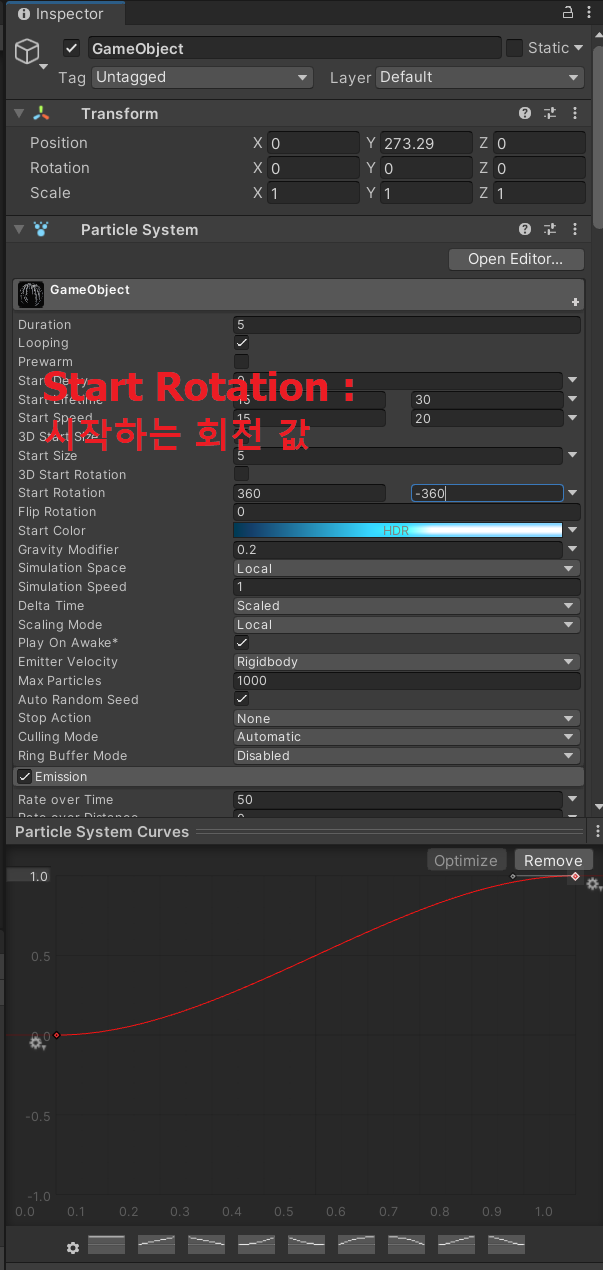 Inspector
GameObject
Static
Tag Untagged Layer Default
Transform
Position X 0 Y 273.29 Z 0
Rotation X 0 Y 0 Z 0
Scale X 1 Y 1 Z 1
Particle System
Open Editor...
GameObject
+
Duration 5
Looping
Prewarm
Start Delay 0
Start Rotation :
Start Lifetime 15 30
Start Speed 15 20
시작하는 회전 값
3D Start Size
Start Size 5
3D Start Rotation
Start Rotation 360 -360
Flip Rotation 0
Start Color HDR
Gravity Modifier 0.2
Simulation Space Local
Simulation Speed 1
Delta Time Scaled
Scaling Mode Local
Play On Awake*
Emitter Velocity Rigidbody
Max Particles 1000
Auto Random Seed
Stop Action None
Culling Mode Automatic
Ring Buffer Mode Disabled
Emission
Rate over Time 50
Rate over Distance 0
Particle System Curves
Optimize Remove
1.0
0.5
0.0
-0.5
-1.0
0.0 0.1 0.2 0.3 0.4 0.5 0.6 0.7 0.8 0.9 1.0